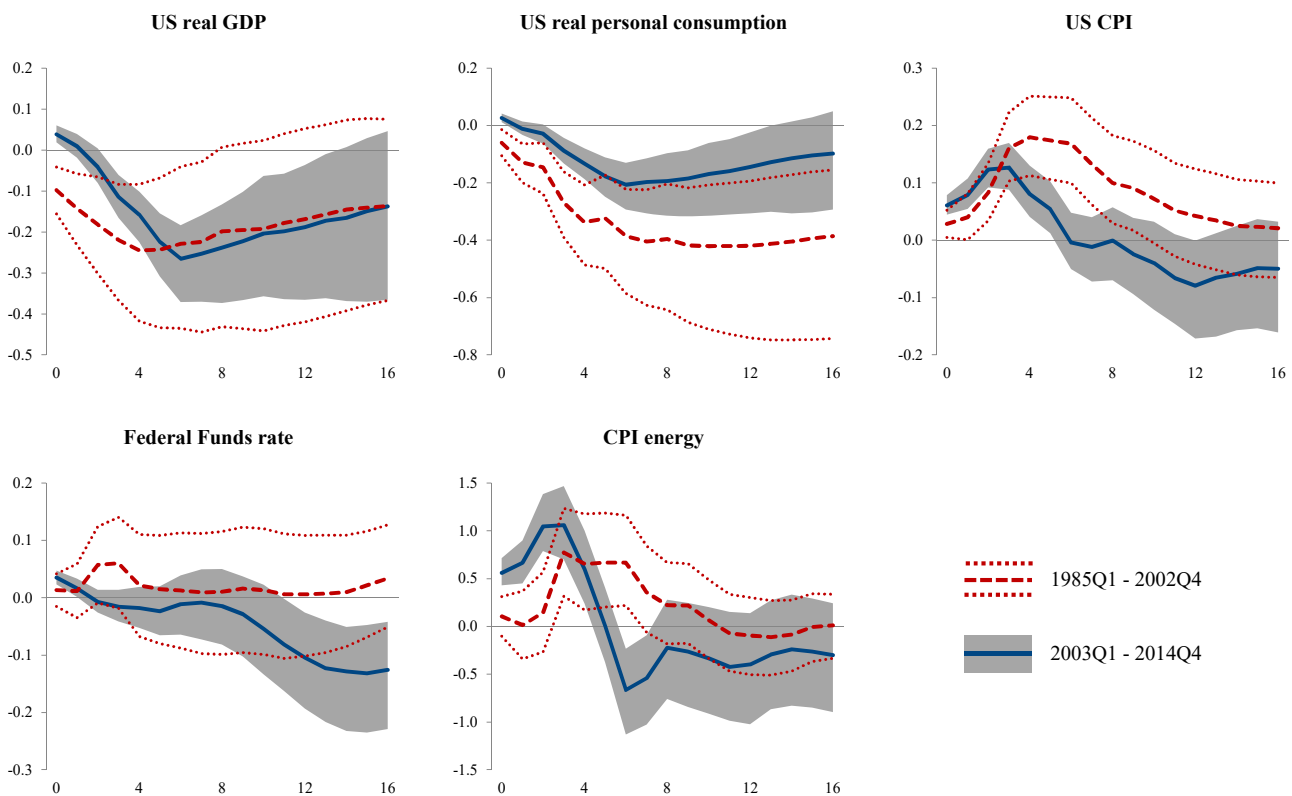 US real GDP
0.2
0.1
0.0
-0.1
-0.2
-0.3
-0.4
-0.5
0 4 8 12 16
US real personal consumption
0.2
0.0
-0.2
-0.4
-0.6
-0.8
0 4 8 12 16
US CPI
0.3
0.2
0.1
0.0
-0.1
-0.2
0 4 8 12 16
Federal Funds rate
0.2
0.1
0.0
-0.1
-0.2
-0.3
0 4 8 12 16
CPI energy
1.5
1.0
0.5
0.0
-0.5
-1.0
-1.5
0 4 8 12 16
1985Q1 - 2002Q4
2003Q1 - 2014Q4